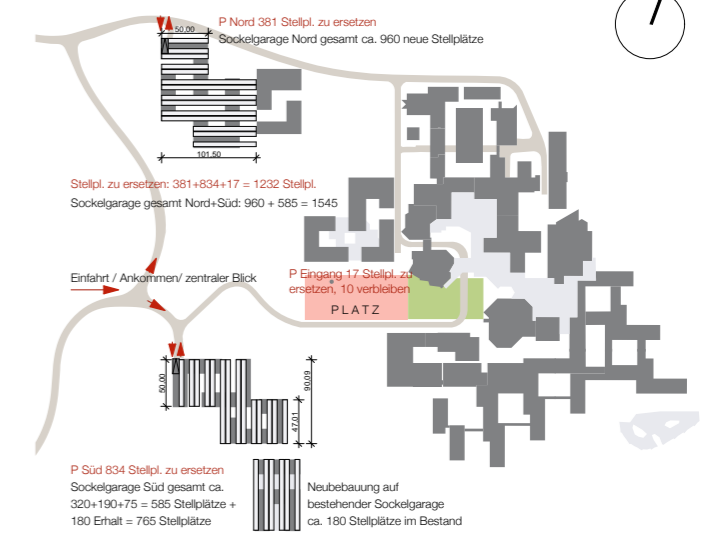 P Nord 381 Stellpl. zu ersetzen
50,00
Sockelgarage Nord gesamt ca. 960 neue Stellplätze
101,50
Stellpl. zu ersetzen: 381+834+17 = 1232 Stellpl.
Sockelgarage gesamt Nord+Süd: 960 + 585 = 1545
Einfahrt / Ankommen/ zentraler Blick
P Eingang 17 Stellpl. zu
ersetzen, 10 verbleiben
PLATZ
50,00
90,09
47,01
P Süd 834 Stellpl. zu ersetzen
Sockelgarage Süd gesamt ca.
320+190+75 = 585 Stellplätze +
180 Erhalt = 765 Stellplätze
Neubebauung auf
bestehender Sockelgarage
ca. 180 Stellplätze im Bestand